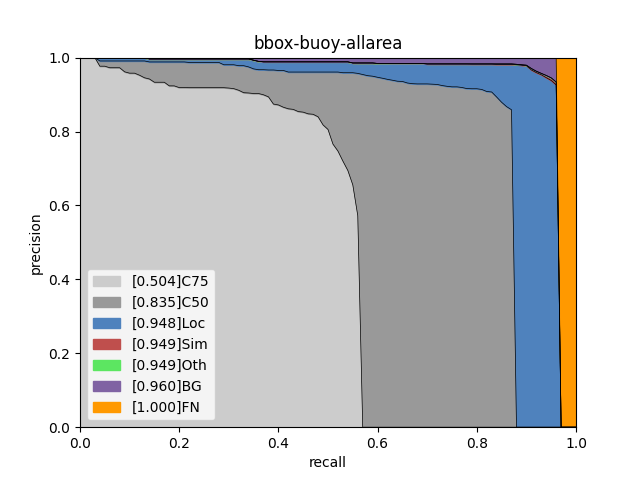 bbox-buoy-allarea
precision
1.0
0.8
0.6
0.4
0.2
0.0
[0.504]C75
[0.835]C50
[0.948]Loc
[0.949]Sim
[0.949]Oth
[0.960]BG
[1.000]FN
0.0 0.2 0.4 0.6 0.8 1.0
recall